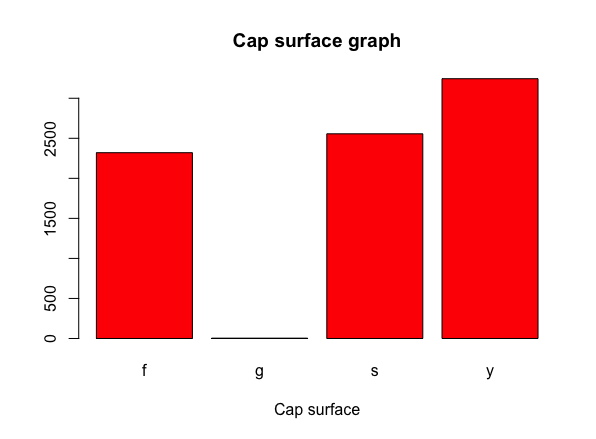 Cap surface graph
2500
1500
500
0
f g s y
Cap surface